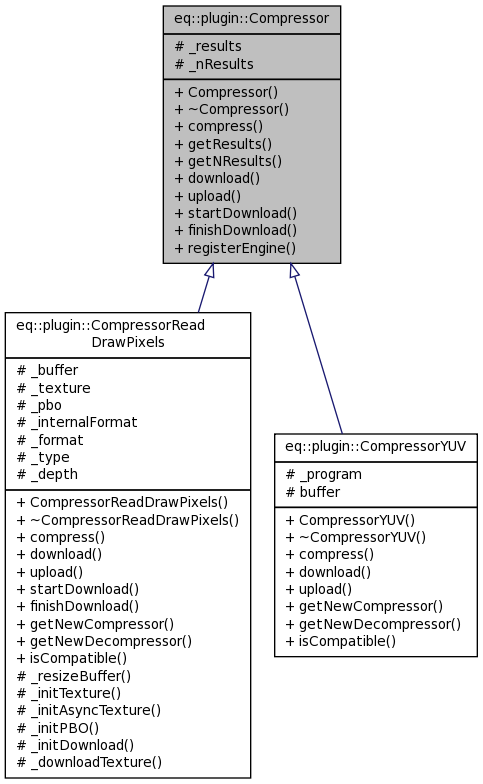 eq::plugin::Compressor
# _results
# _nResults
+ Compressor()
+ ~Compressor()
+ compress()
+ getResults()
+ getNResults()
+ download()
+ upload()
+ startDownload()
+ finishDownload()
+ registerEngine()
eq::plugin::CompressorRead
DrawPixels
# _buffer
# _texture
# _pbo
# _internalFormat
# _format
# _type
# _depth
+ CompressorReadDrawPixels()
+ ~CompressorReadDrawPixels()
+ compress()
+ download()
+ upload()
+ startDownload()
+ finishDownload()
+ getNewCompressor()
+ getNewDecompressor()
+ isCompatible()
# _resizeBuffer()
# _initTexture()
# _initAsyncTexture()
# _initPBO()
# _initDownload()
# _downloadTexture()
eq::plugin::CompressorYUV
# _program
# buffer
+ CompressorYUV()
+ ~CompressorYUV()
+ compress()
+ download()
+ upload()
+ getNewCompressor()
+ getNewDecompressor()
+ isCompatible()